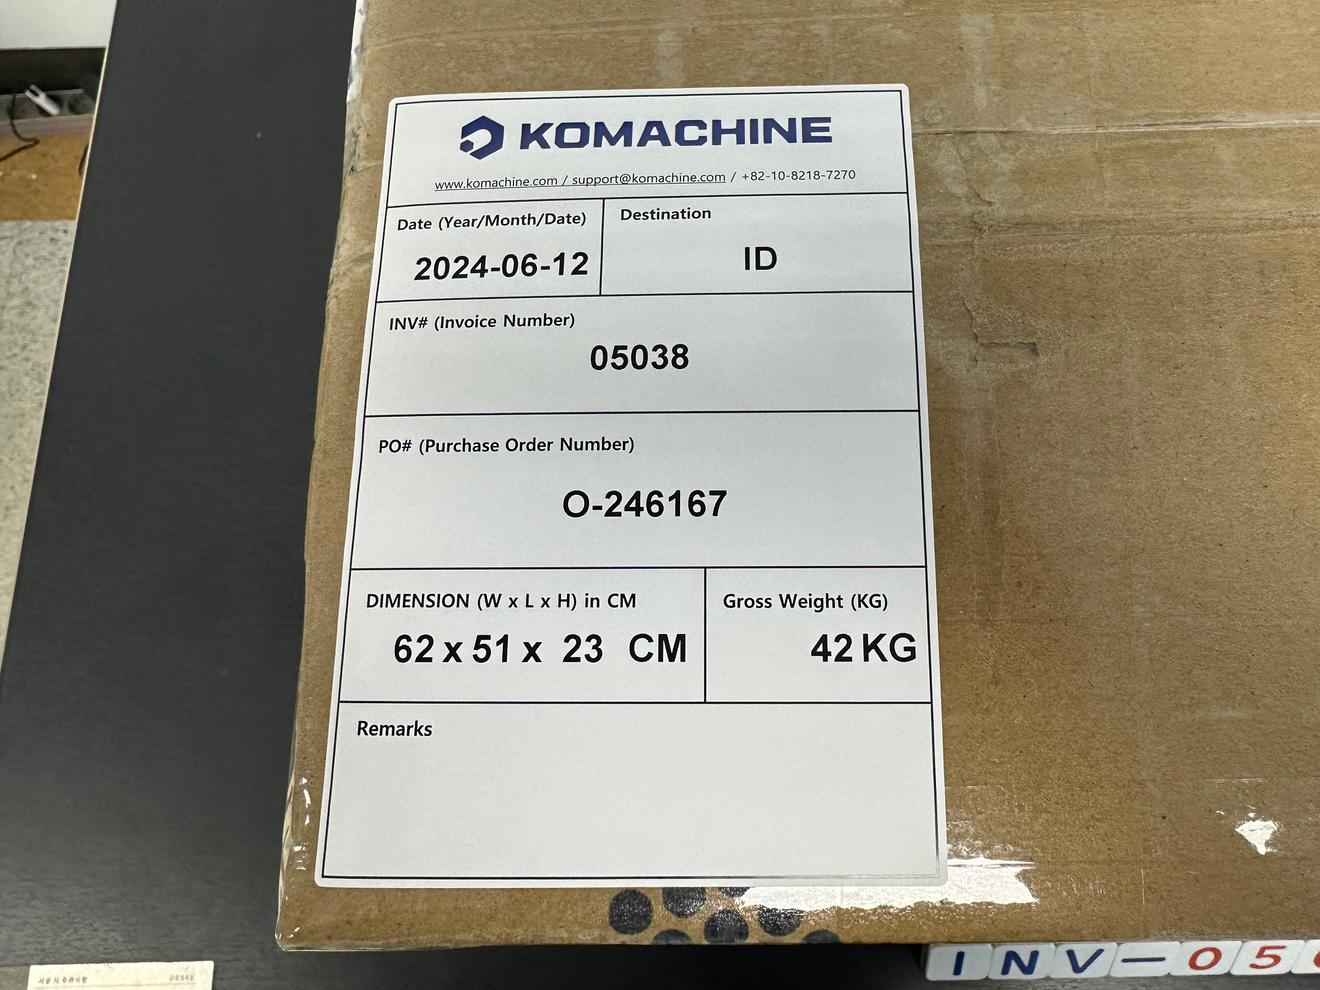 KOMACHINE
www.komachine.com / support@komachine.com / +82-10-8218-7270
Date (Year/Month/Date)
2024-06-12
Destination
ID
INV# (Invoice Number)
05038
PO# (Purchase Order Number)
O-246167
DIMENSION (W x L x H) in CM
62 x 51 x 23 CM
Gross Weight (KG)
42 KG
Remarks
INV-05